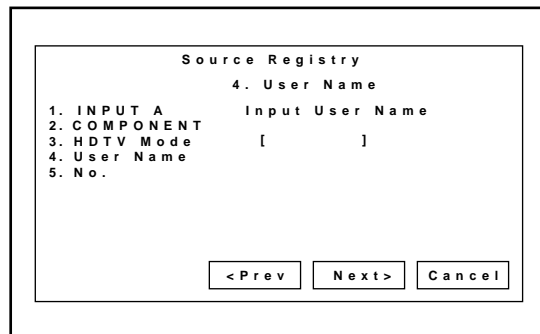 Source Registry
4. User Name
1. INPUT A
Input User Name
2. COMPONENT
3. HDTV Mode
[ ]
4. User Name
5. No.
<Prev
Next>
Cancel